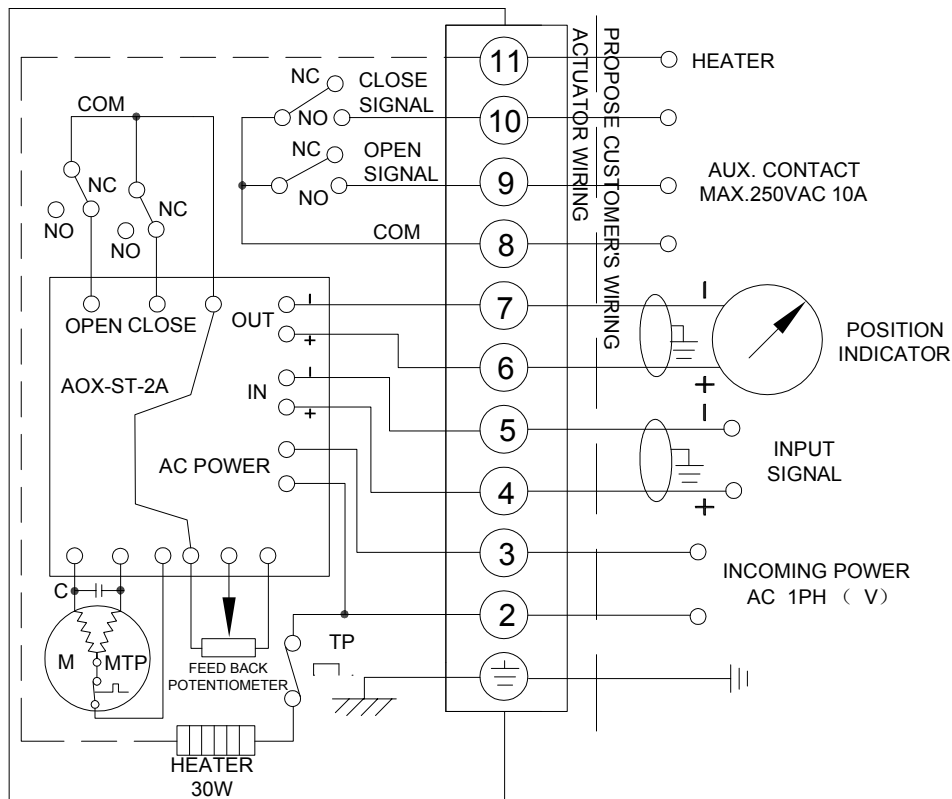 11
HEATER
NC
CLOSE
SIGNAL
NO
10
COM
NC
OPEN
SIGNAL
NO
9
AUX. CONTACT
MAX.250VAC 10A
NC
NC
NO
NO
COM
8
ACTUATOR WIRING
PROPOSE CUSTOMER'S WIRING
OPEN CLOSE
OUT
-
+
7
-
POSITION
INDICATOR
6
+
AOX-ST-2A
IN
-
+
5
-
INPUT
SIGNAL
4
+
AC POWER
3
INCOMING POWER
AC 1PH ( V)
2
C
M
MTP
FEED BACK
POTENTIOMETER
TP
HEATER
30W